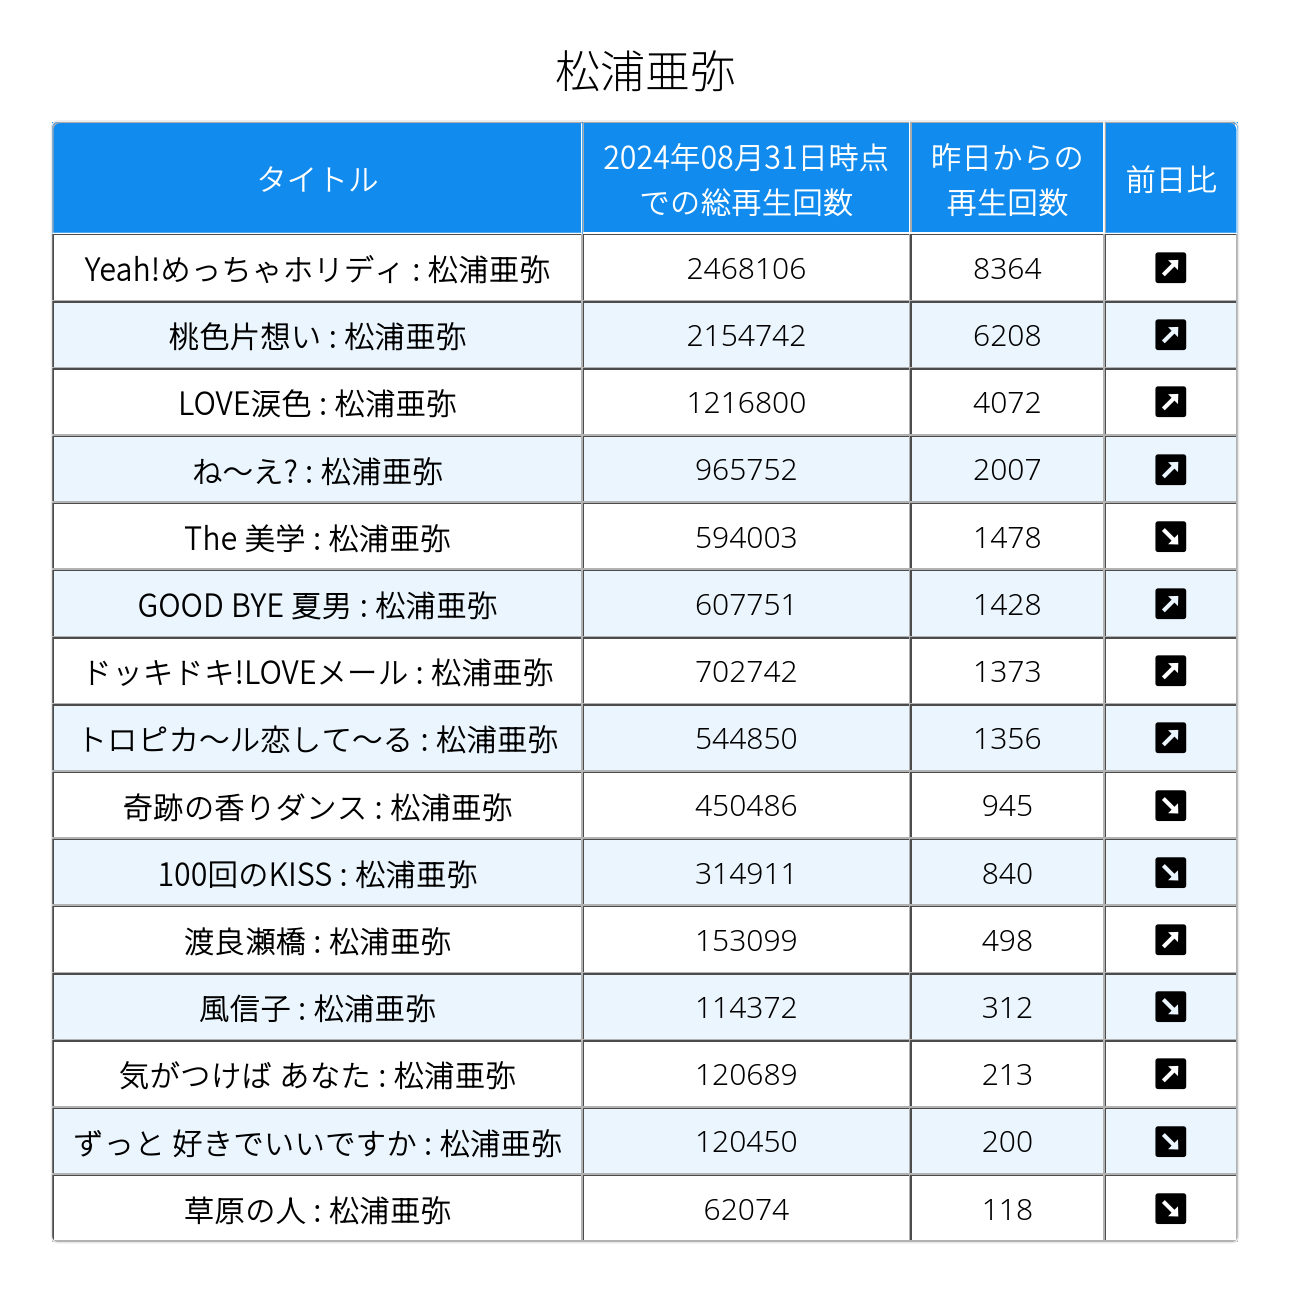 松浦亜弥
タイトル
2024年08月31日時点
での総再生回数
昨日からの
再生回数
前日比
Yeah!めっちゃホリディ : 松浦亜弥 2468106 8364
桃色片想い : 松浦亜弥 2154742 6208
LOVE涙色 : 松浦亜弥 1216800 4072
ね〜え? : 松浦亜弥 965752 2007
The 美学 : 松浦亜弥 594003 1478
GOOD BYE 夏男 : 松浦亜弥 607751 1428
ドッキドキ!LOVEメール : 松浦亜弥 702742 1373
トロピカ〜ル恋して〜る : 松浦亜弥 544850 1356
奇跡の香りダンス : 松浦亜弥 450486 945
100回のKISS : 松浦亜弥 314911 840
渡良瀬橋 : 松浦亜弥 153099 498
風信子 : 松浦亜弥 114372 312
気がつけば あなた : 松浦亜弥 120689 213
ずっと 好きでいいですか : 松浦亜弥 120450 200
草原の人 : 松浦亜弥 62074 118